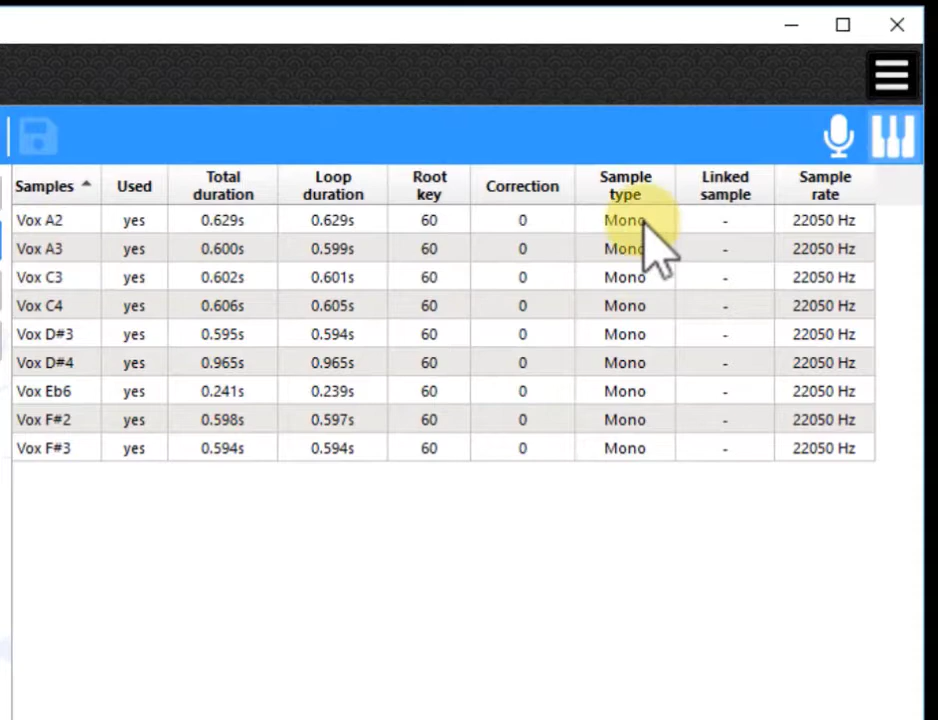 Samples Used Total duration Loop duration Root key Correction Sample type Linked sample Sample rate
Vox A2 yes 0.629s 0.629s 60 0 Mono - 22050 Hz
Vox A3 yes 0.600s 0.599s 60 0 Mono - 22050 Hz
Vox C3 yes 0.602s 0.601s 60 0 Mono - 22050 Hz
Vox C4 yes 0.606s 0.605s 60 0 Mono - 22050 Hz
Vox D#3 yes 0.595s 0.594s 60 0 Mono - 22050 Hz
Vox D#4 yes 0.965s 0.965s 60 0 Mono - 22050 Hz
Vox Eb6 yes 0.241s 0.239s 60 0 Mono - 22050 Hz
Vox F#2 yes 0.598s 0.597s 60 0 Mono - 22050 Hz
Vox F#3 yes 0.594s 0.594s 60 0 Mono - 22050 Hz